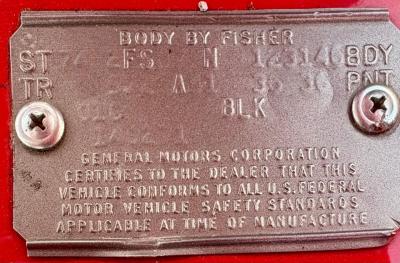 BODY BY FISHER
ST FS N BDY
TR A 1 PNT
BLK
GENERAL MOTORS CORPORATION
CERTIFIES TO THE DEALER THAT THIS
VEHICLE CONFORMS TO ALL U.S. FEDERAL
MOTOR VEHICLE SAFETY STANDARDS
APPLICABLE AT TIME OF MANUFACTURE